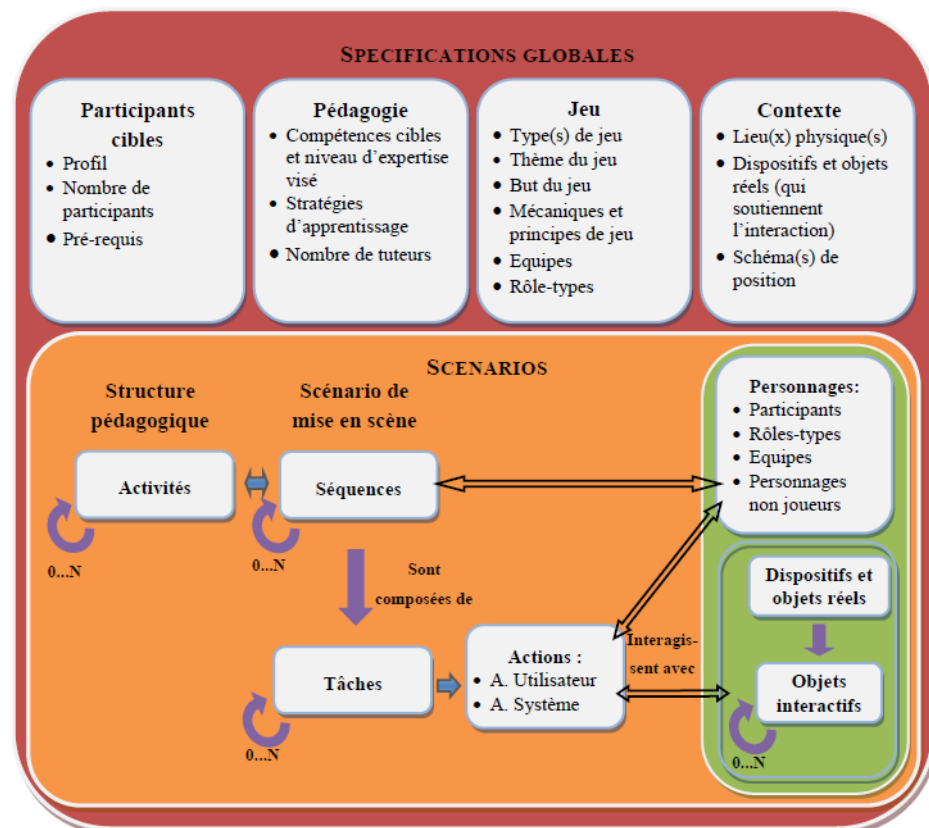 SPECIFICATIONS GLOBALES
Participants
cibles
• Profil
• Nombre de
participants
• Pré-requis
Pédagogie
• Compétences cibles
et niveau d'expertise
visé
• Stratégies
d'apprentissage
• Nombre de tuteurs
Jeu
• Type(s) de jeu
• Thème du jeu
• But du jeu
• Mécaniques et
principes de jeu
• Equipes
• Rôle-types
Contexte
• Lieu(x) physique(s)
• Dispositifs et objets
réels (qui
soutiennent
l'interaction)
• Schéma(s) de
position
SCENARIOS
Structure
pédagogique
Activités
0...N
Scénario de
mise en scène
Séquences
0...N
Sont
composées de
Tâches
0...N
Actions :
• A. Utilisateur
• A. Système
Interagis-
sent avec
Personnages:
• Participants
• Rôles-types
• Equipes
• Personnages
non joueurs
Dispositifs et
objets réels
Objets
interactifs
0...N